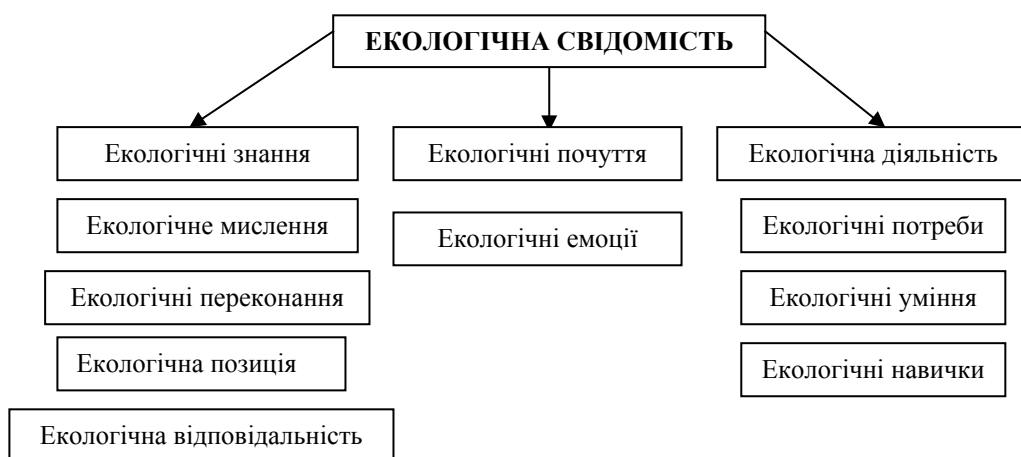 ЕКОЛОГІЧНА СВІДОМІСТЬ
Екологічні знання
Екологічні почуття
Екологічна діяльність
Екологічне мислення
Екологічні емоції
Екологічні потреби
Екологічні переконання
Екологічні уміння
Екологічна позиція
Екологічні навички
Екологічна відповідальність